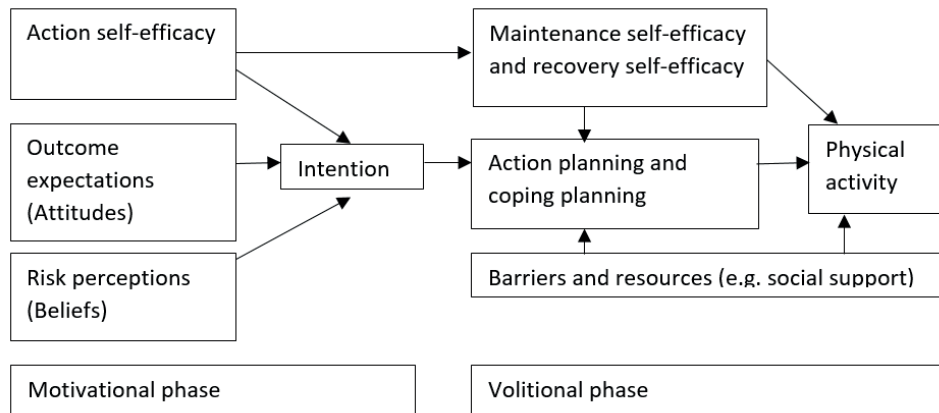 Action self-efficacy
Maintenance self-efficacy
and recovery self-efficacy
Outcome
expectations
(Attitudes)
Intention
Action planning and
coping planning
Physical
activity
Risk perceptions
(Beliefs)
Barriers and resources (e.g. social support)
Motivational phase
Volitional phase